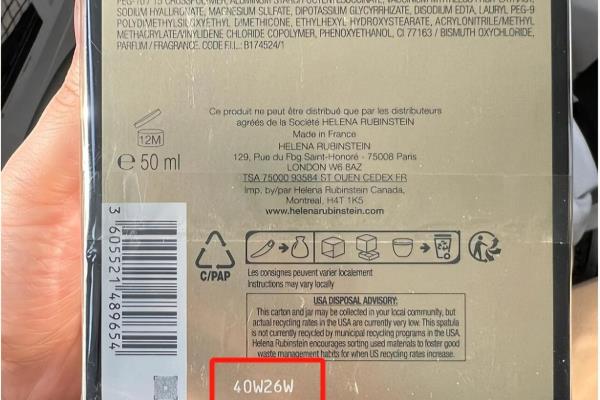 SODIUM HYALURONATE, MAGNESIUM SULFATE, DIPOTASSIUM GLYCYRRHIZATE, DISODIUM EDTA, LAURYL PEG-9
POLYDIMETHYLSILOXYETHYL DIMETHICONE, ETHYLHEXYL HYDROXYSTEARATE, ACRYLONITRILE/METHYL
METHACRYLATE/VINYLIDENE CHLORIDE COPOLYMER, PHENOXYETHANOL, CI 77163 / BISMUTH OXYCHLORIDE,
PARFUM / FRAGRANCE. CODE F.I.L.: B174524/1
Ce produit ne peut être distribué que par les distributeurs
agréés de la Société HELENA RUBINSTEIN
Made in France
HELENA RUBINSTEIN
129, Rue du Fbg Saint-Honoré - 75008 Paris
LONDON W6 8AZ
TSA 75000 93584 ST OUEN CEDEX FR
Imp. by/par Helena Rubinstein Canada,
Montreal, H4T 1K5
www.helenarubinstein.com
12M
e 50 ml
3 605521 489654
C/PAP
Les consignes peuvent varier localement
Instructions may vary locally
USA DISPOSAL ADVISORY:
This carton and jar may be collected in your local community, but
actual recycling rates in the USA are currently very low. This spatula
is not currently recycled by municipal recycling programs in the USA.
Helena Rubinstein encourages sorting used materials to foster good
waste management habits for when US recycling rates increase.
40W26W